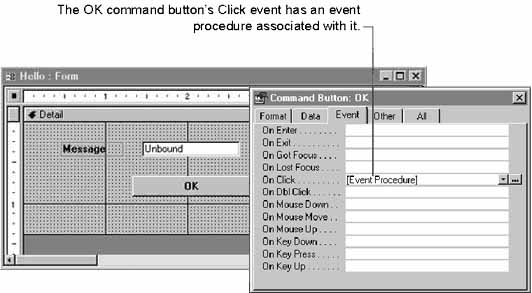 The OK command button's Click event has an event
procedure associated with it.
Hello : Form
1
Detail
Message
Unbound
OK
1
Command Button: OK
Format Data Event Other All
On Enter . . . . . . . .
On Exit . . . . . . . . .
On Got Focus . . . .
On Lost Focus . . . .
On Click . . . . . . . . [Event Procedure] ...
On Dbl Click . . . . . .
On Mouse Down . .
On Mouse Move . .
On Mouse Up . . . .
On Key Down . . . .
On Key Press . . . . .
On Key Up . . . . . . .